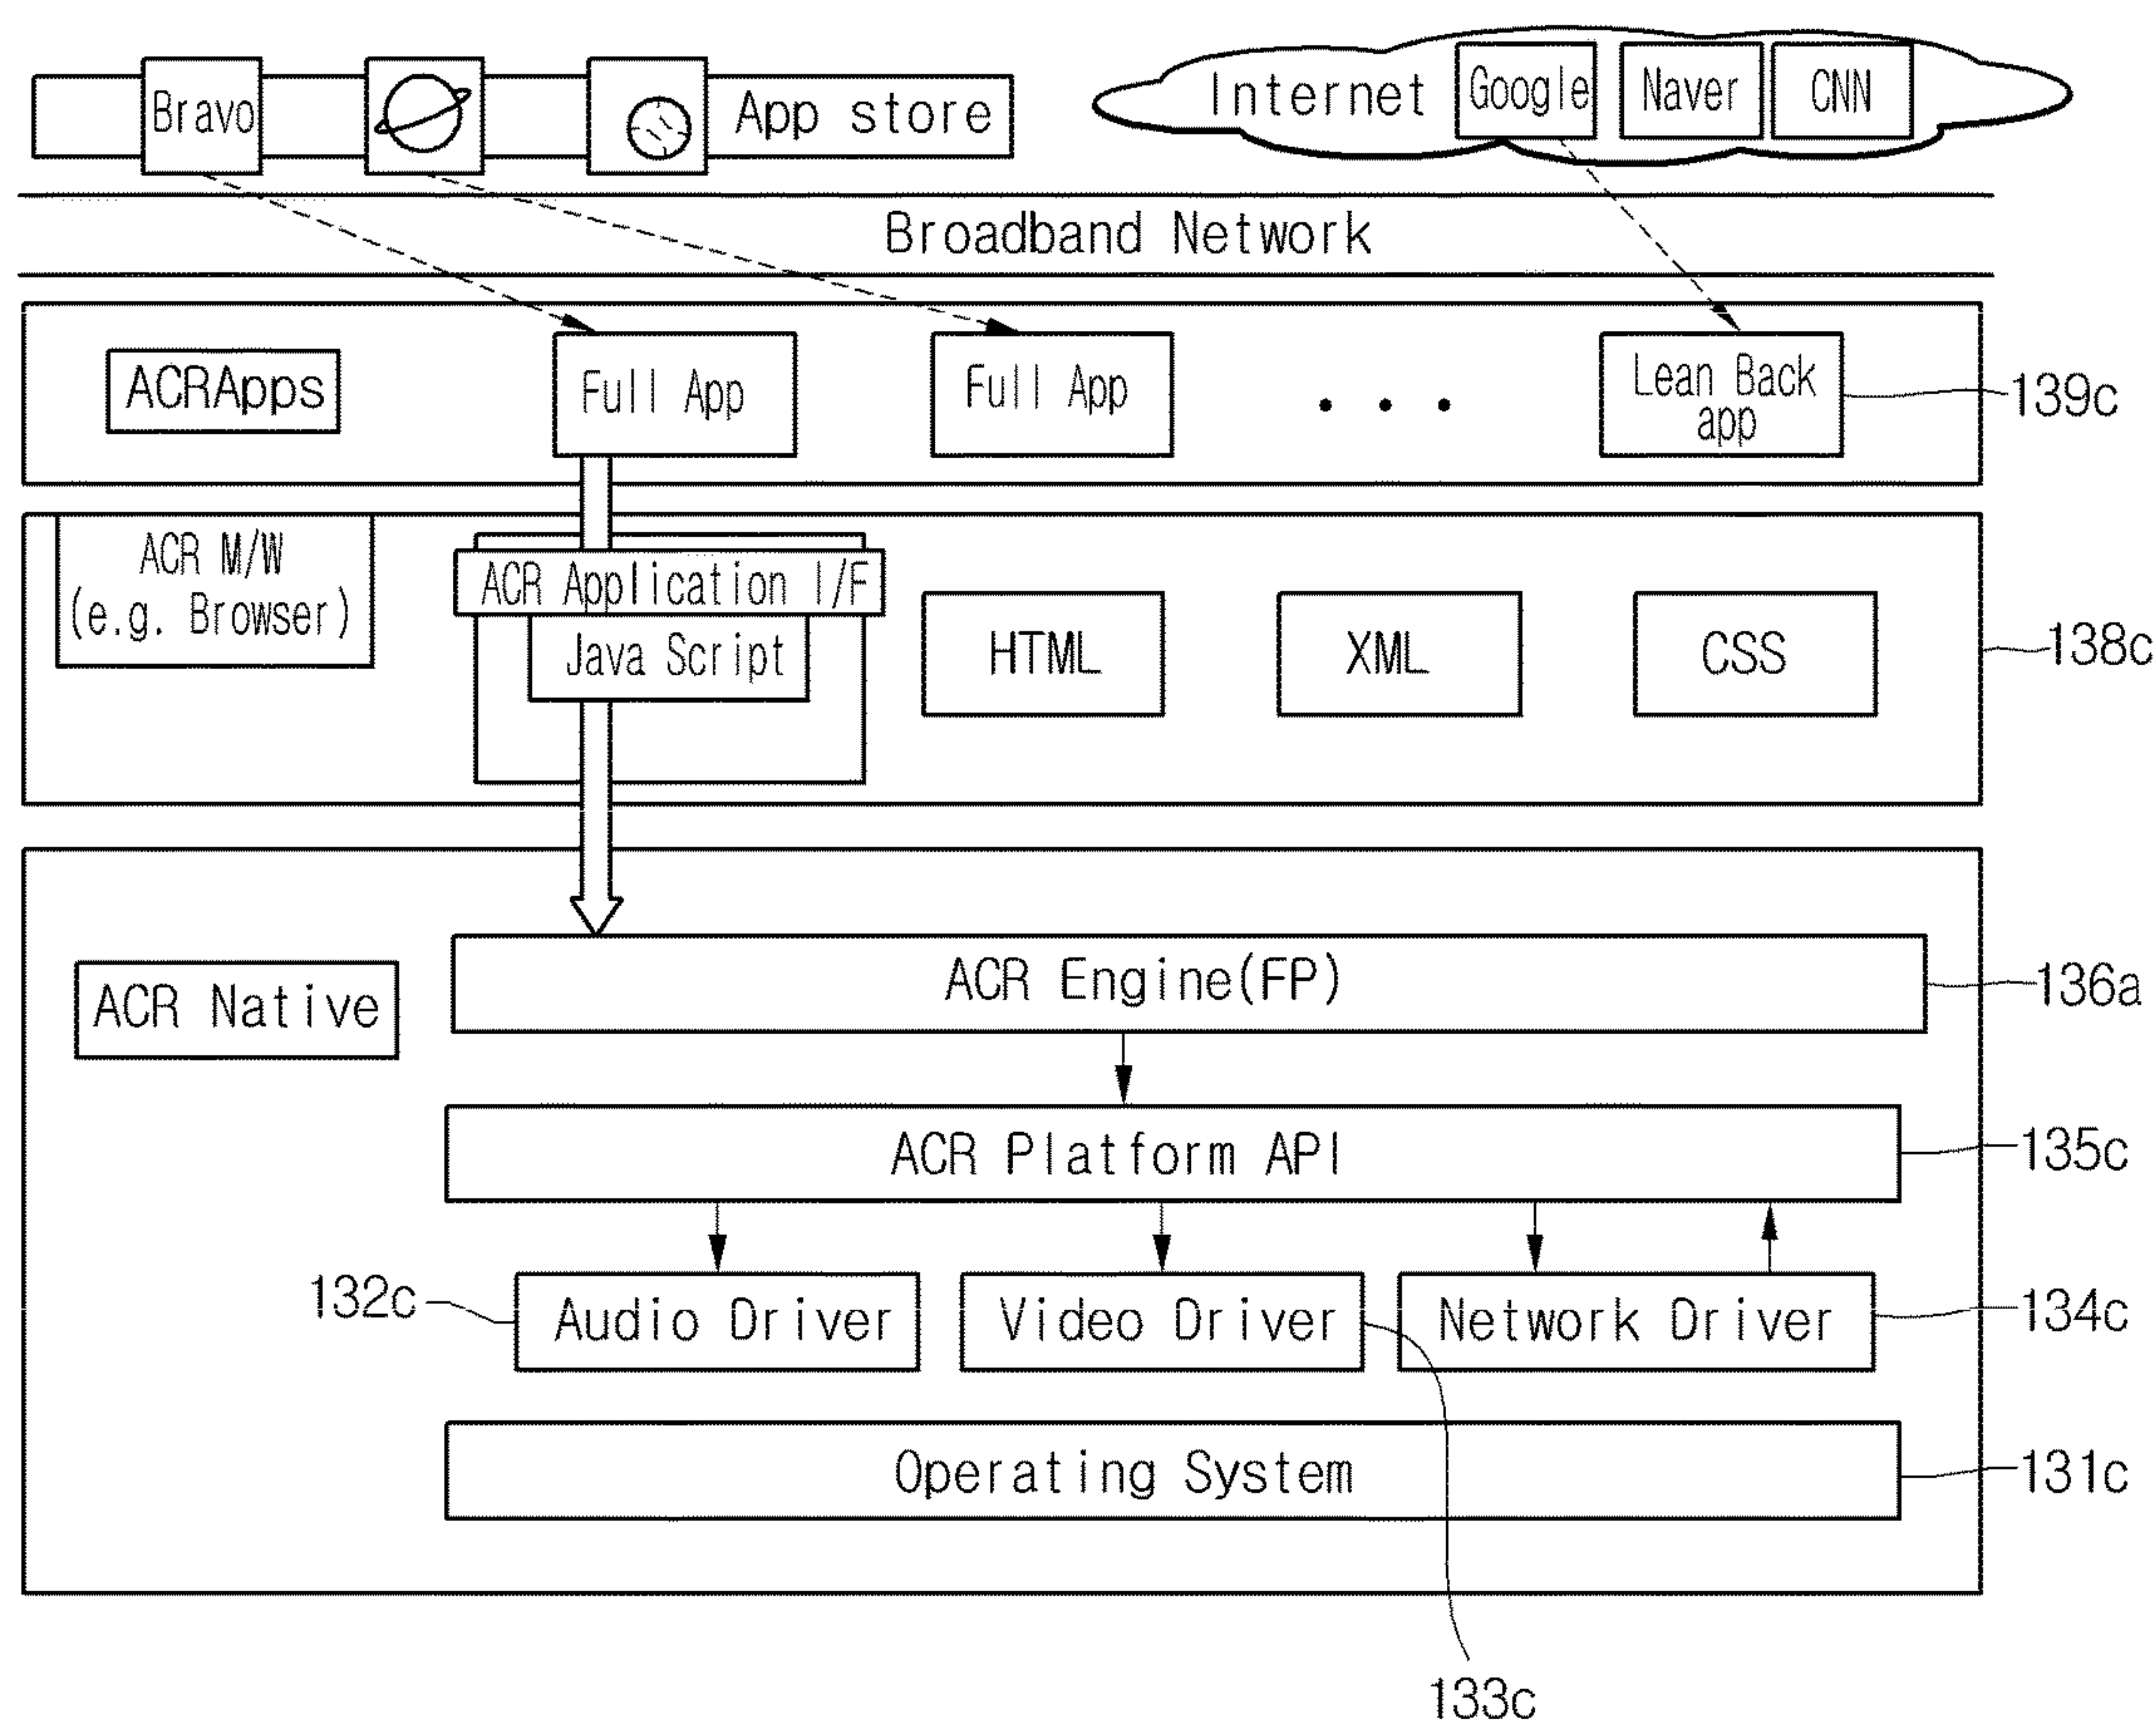 Bravo
App store
Internet
Google
Naver
CNN
Broadband Network
ACRApps
Full App
Full App
. . .
Lean Back
app
139c
ACR M/W
(e.g. Browser)
ACR Application I/F
Java Script
HTML
XML
CSS
138c
ACR Native
ACR Engine(FP)
136a
ACR Platform API
135c
132c
Audio Driver
Video Driver
Network Driver
134c
Operating System
131c
133c